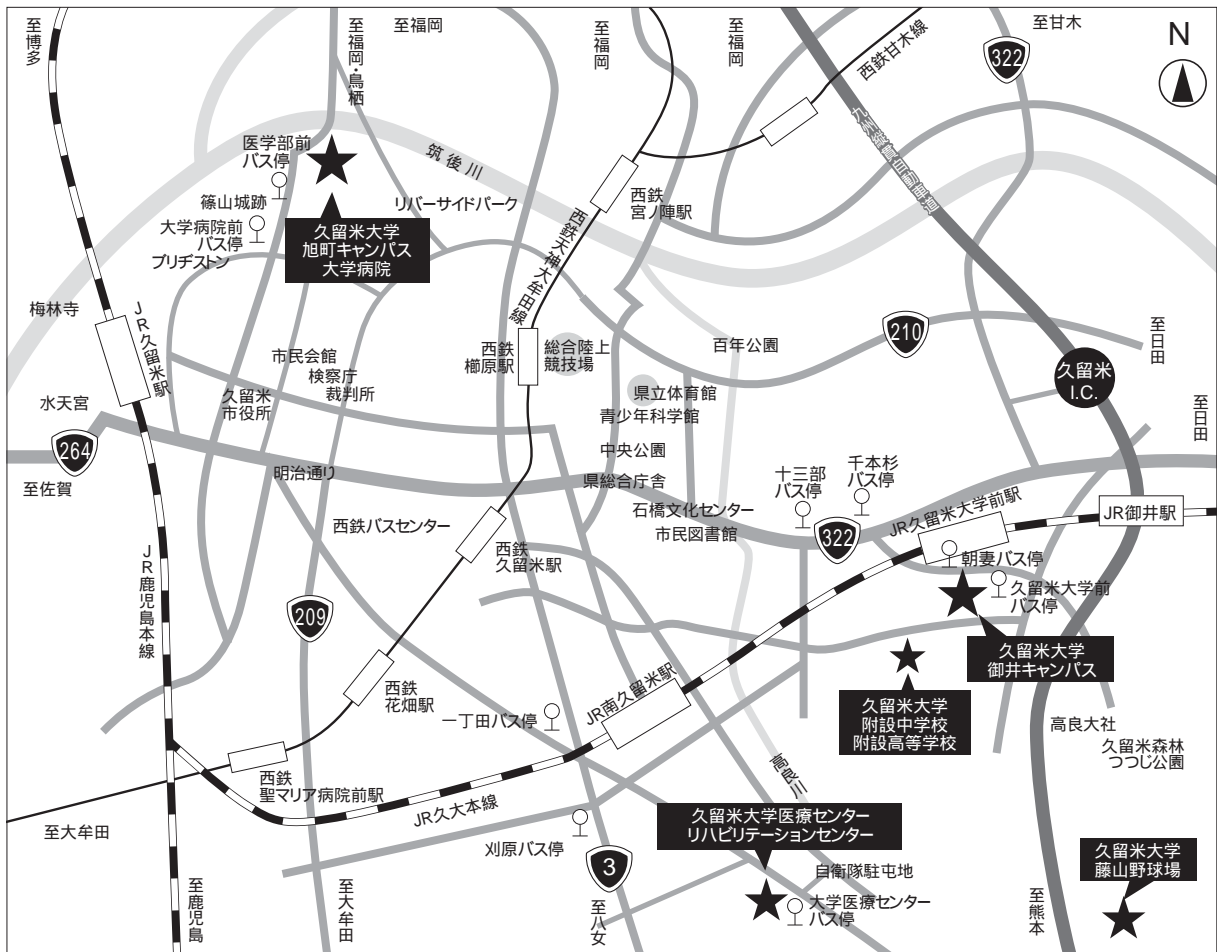 至博多
至福岡・鳥栖
至福岡
至福岡
至福岡
西鉄甘木線
322
至甘木
N
九州縦貫自動車道
医学部前
バス停
篠山城跡
大学病院前
バス停
ブリヂストン
久留米大学
旭町キャンパス
大学病院
リバーサイドパーク
筑後川
西鉄
宮ノ陣駅
西鉄天神大牟田線
梅林寺
JR久留米駅
水天宮
264
至佐賀
市民会館
検察庁
裁判所
久留米
市役所
明治通り
西鉄
櫛原駅
総合陸上
競技場
百年公園
210
県立体育館
青少年科学館
中央公園
県総合庁舎
石橋文化センター
市民図書館
久留米
I.C.
至日田
至日田
十三部
バス停
千本杉
バス停
322
JR久留米大学前駅
JR御井駅
朝妻バス停
久留米大学前
バス停
久留米大学
御井キャンパス
久留米大学
附設中学校
附設高等学校
高良大社
久留米森林
つつじ公園
西鉄バスセンター
西鉄
久留米駅
209
JR鹿児島本線
西鉄
花畑駅
一丁田バス停
JR南久留米駅
西鉄
聖マリア病院前駅
JR久大本線
至大牟田
高良川
久留米大学医療センター
リハビリテーションセンター
刈原バス停
3
自衛隊駐屯地
大学医療センター
バス停
久留米大学
藤山野球場
至鹿児島
至大牟田
至八女
至熊本